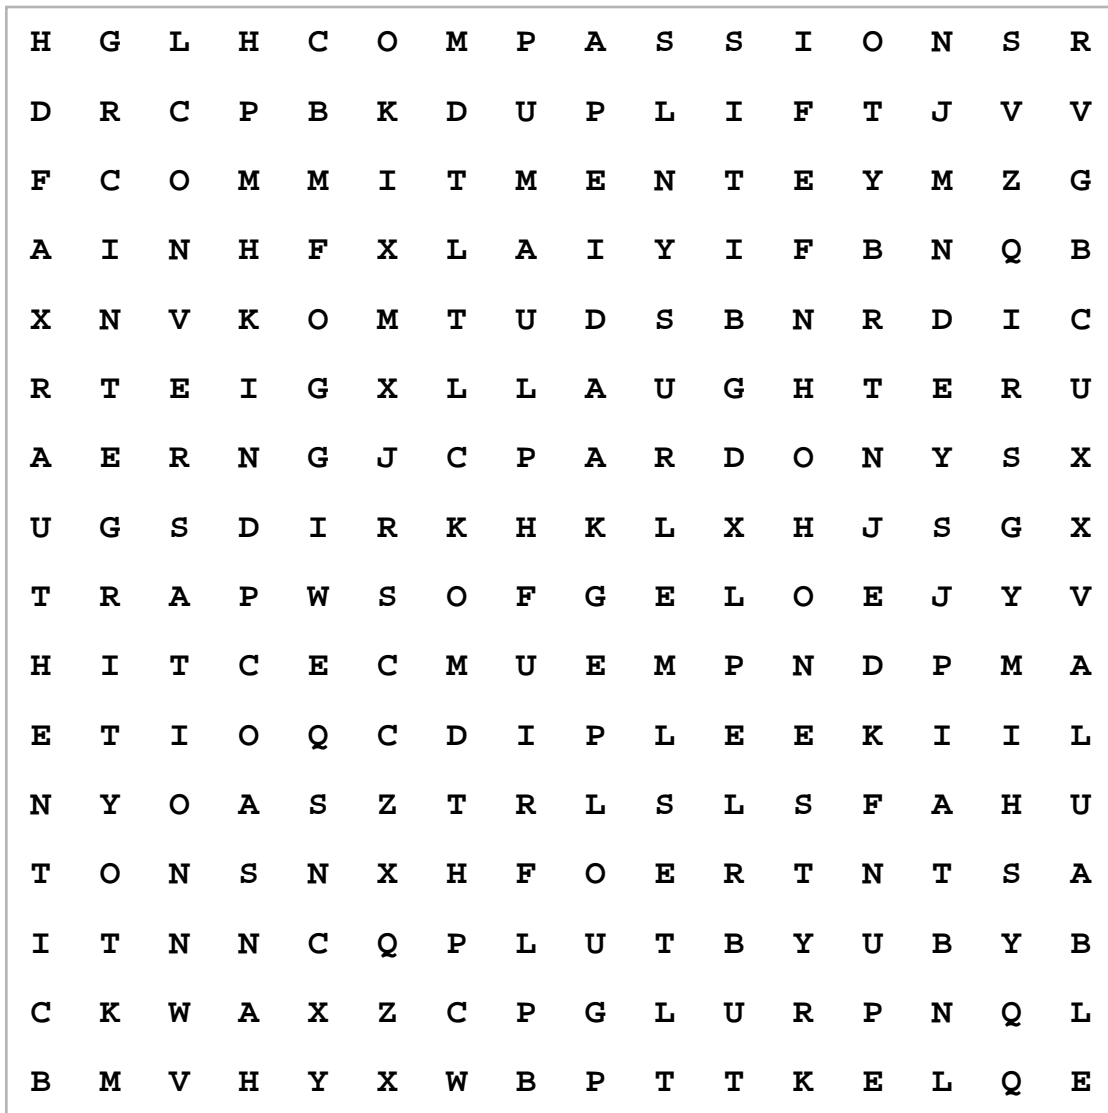 H G L H C O M P A S S I O N S R
D R C P B K D U P L I F T J V V
F C O M M I T M E N T E Y M Z G
A I N H F X L A I Y I F B N Q B
X N V K O M T U D S B N R D I C
R T E I G X L L A U G H T E R U
A E R N G J C P A R D O N Y S X
U G S D I R K H K L X H J S G X
T R A P W S O F G E L O E J Y V
H I T C E C M U E M P N D P M A
E T I O Q C D I P L E E K I I L
N Y O A S Z T R L S L S F A H U
T O N S N X H F O E R T N T S A
I T N N C Q P L U T B Y U B Y B
C K W A X Z C P G L U R P N Q L
B M V H Y X W B P T T K E L Q E